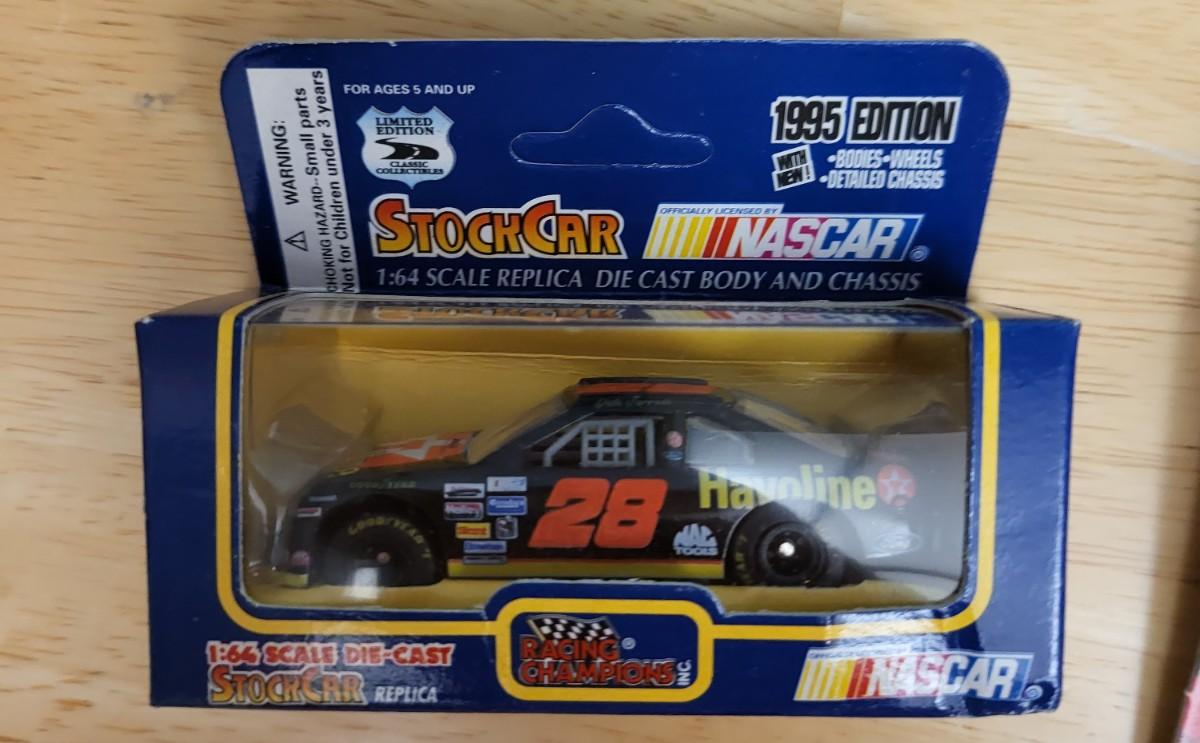 WARNING:
CHOKING HAZARD--Small parts
Not for Children under 3 years
FOR AGES 5 AND UP
LIMITED
EDITION
CLASSIC
COLLECTIBLES
1995 EDITION
WITH
NEW!
•BODIES•WHEELS
•DETAILED CHASSIS
STOCKCAR
OFFICIALLY LICENSED BY
NASCAR®
1:64 SCALE REPLICA DIE CAST BODY AND CHASSIS
GOODYEAR
GOODYEAR
28
Havoline
MAC
TOOLS
RACING®
CHAMPIONS INC.
1:64 SCALE DIE-CAST
STOCKCAR REPLICA
NASCAR®